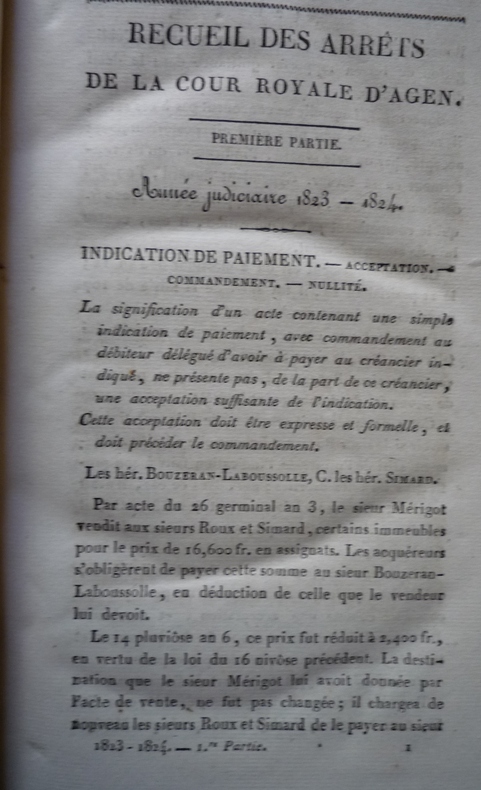 RECUEIL DES ARRÊTS
DE LA COUR ROYALE D'AGEN.
PREMIÈRE PARTIE.
Année judiciaire 1823 — 1824.
INDICATION DE PAIEMENT. — ACCEPTATION. —
COMMANDEMENT. — NULLITÉ.
La signification d'un acte contenant une simple
indication de paiement, avec commandement au
débiteur délégué d'avoir à payer au créancier in-
diqué, ne présente pas, de la part de ce créancier,
une acceptation suffisante de l'indication.
Cette acceptation doit être expresse et formelle, et
doit précéder le commandement.
Les hér. BOUZERAN-LABOUSSOLLE, C. les hér. SIMARD.
Par acte du 26 germinal an 3, le sieur Mérigot
vendit aux sieurs Roux et Simard, certains immeubles
pour le prix de 16,600 fr. en assignats. Les acquéreurs
s'obligèrent de payer cette somme au sieur Bouzeran-
Laboussolle, en déduction de celle que le vendeur
lui devoit.
Le 14 pluviôse an 6, ce prix fut réduit à 2,400 fr.,
en vertu de la loi du 16 nivôse précédent. La desti-
nation que le sieur Mérigot lui avoit donnée par
l'acte de vente, ne fut pas changée; il chargea de
nouveau les sieurs Roux et Simard de le payer au sieur
1823-1824. — 1.re Partie. 1